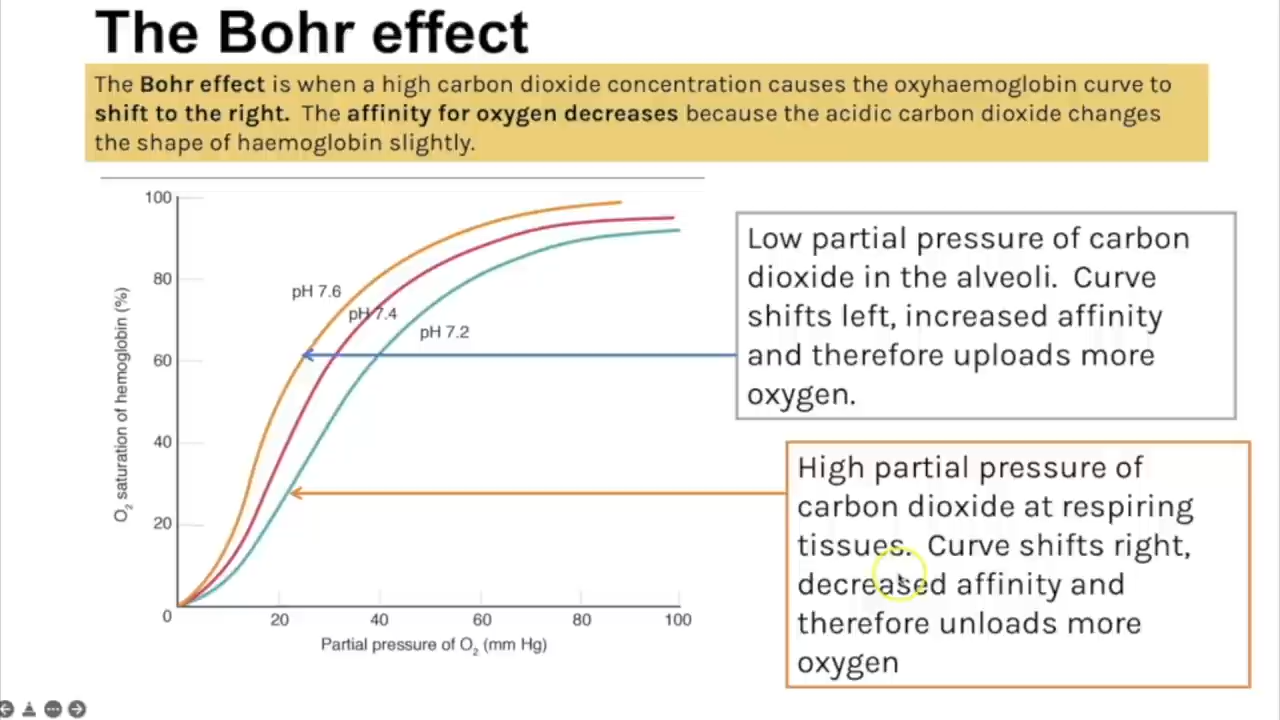 The Bohr effect
The Bohr effect is when a high carbon dioxide concentration causes the oxyhaemoglobin curve to
shift to the right. The affinity for oxygen decreases because the acidic carbon dioxide changes
the shape of haemoglobin slightly.
O2 saturation of hemoglobin (%)
100
80
60
40
20
0
20
40
60
80
100
Partial pressure of O2 (mm Hg)
pH 7.6
pH 7.4
pH 7.2
Low partial pressure of carbon
dioxide in the alveoli. Curve
shifts left, increased affinity
and therefore uploads more
oxygen.
High partial pressure of
carbon dioxide at respiring
tissues. Curve shifts right,
decreased affinity and
therefore unloads more
oxygen